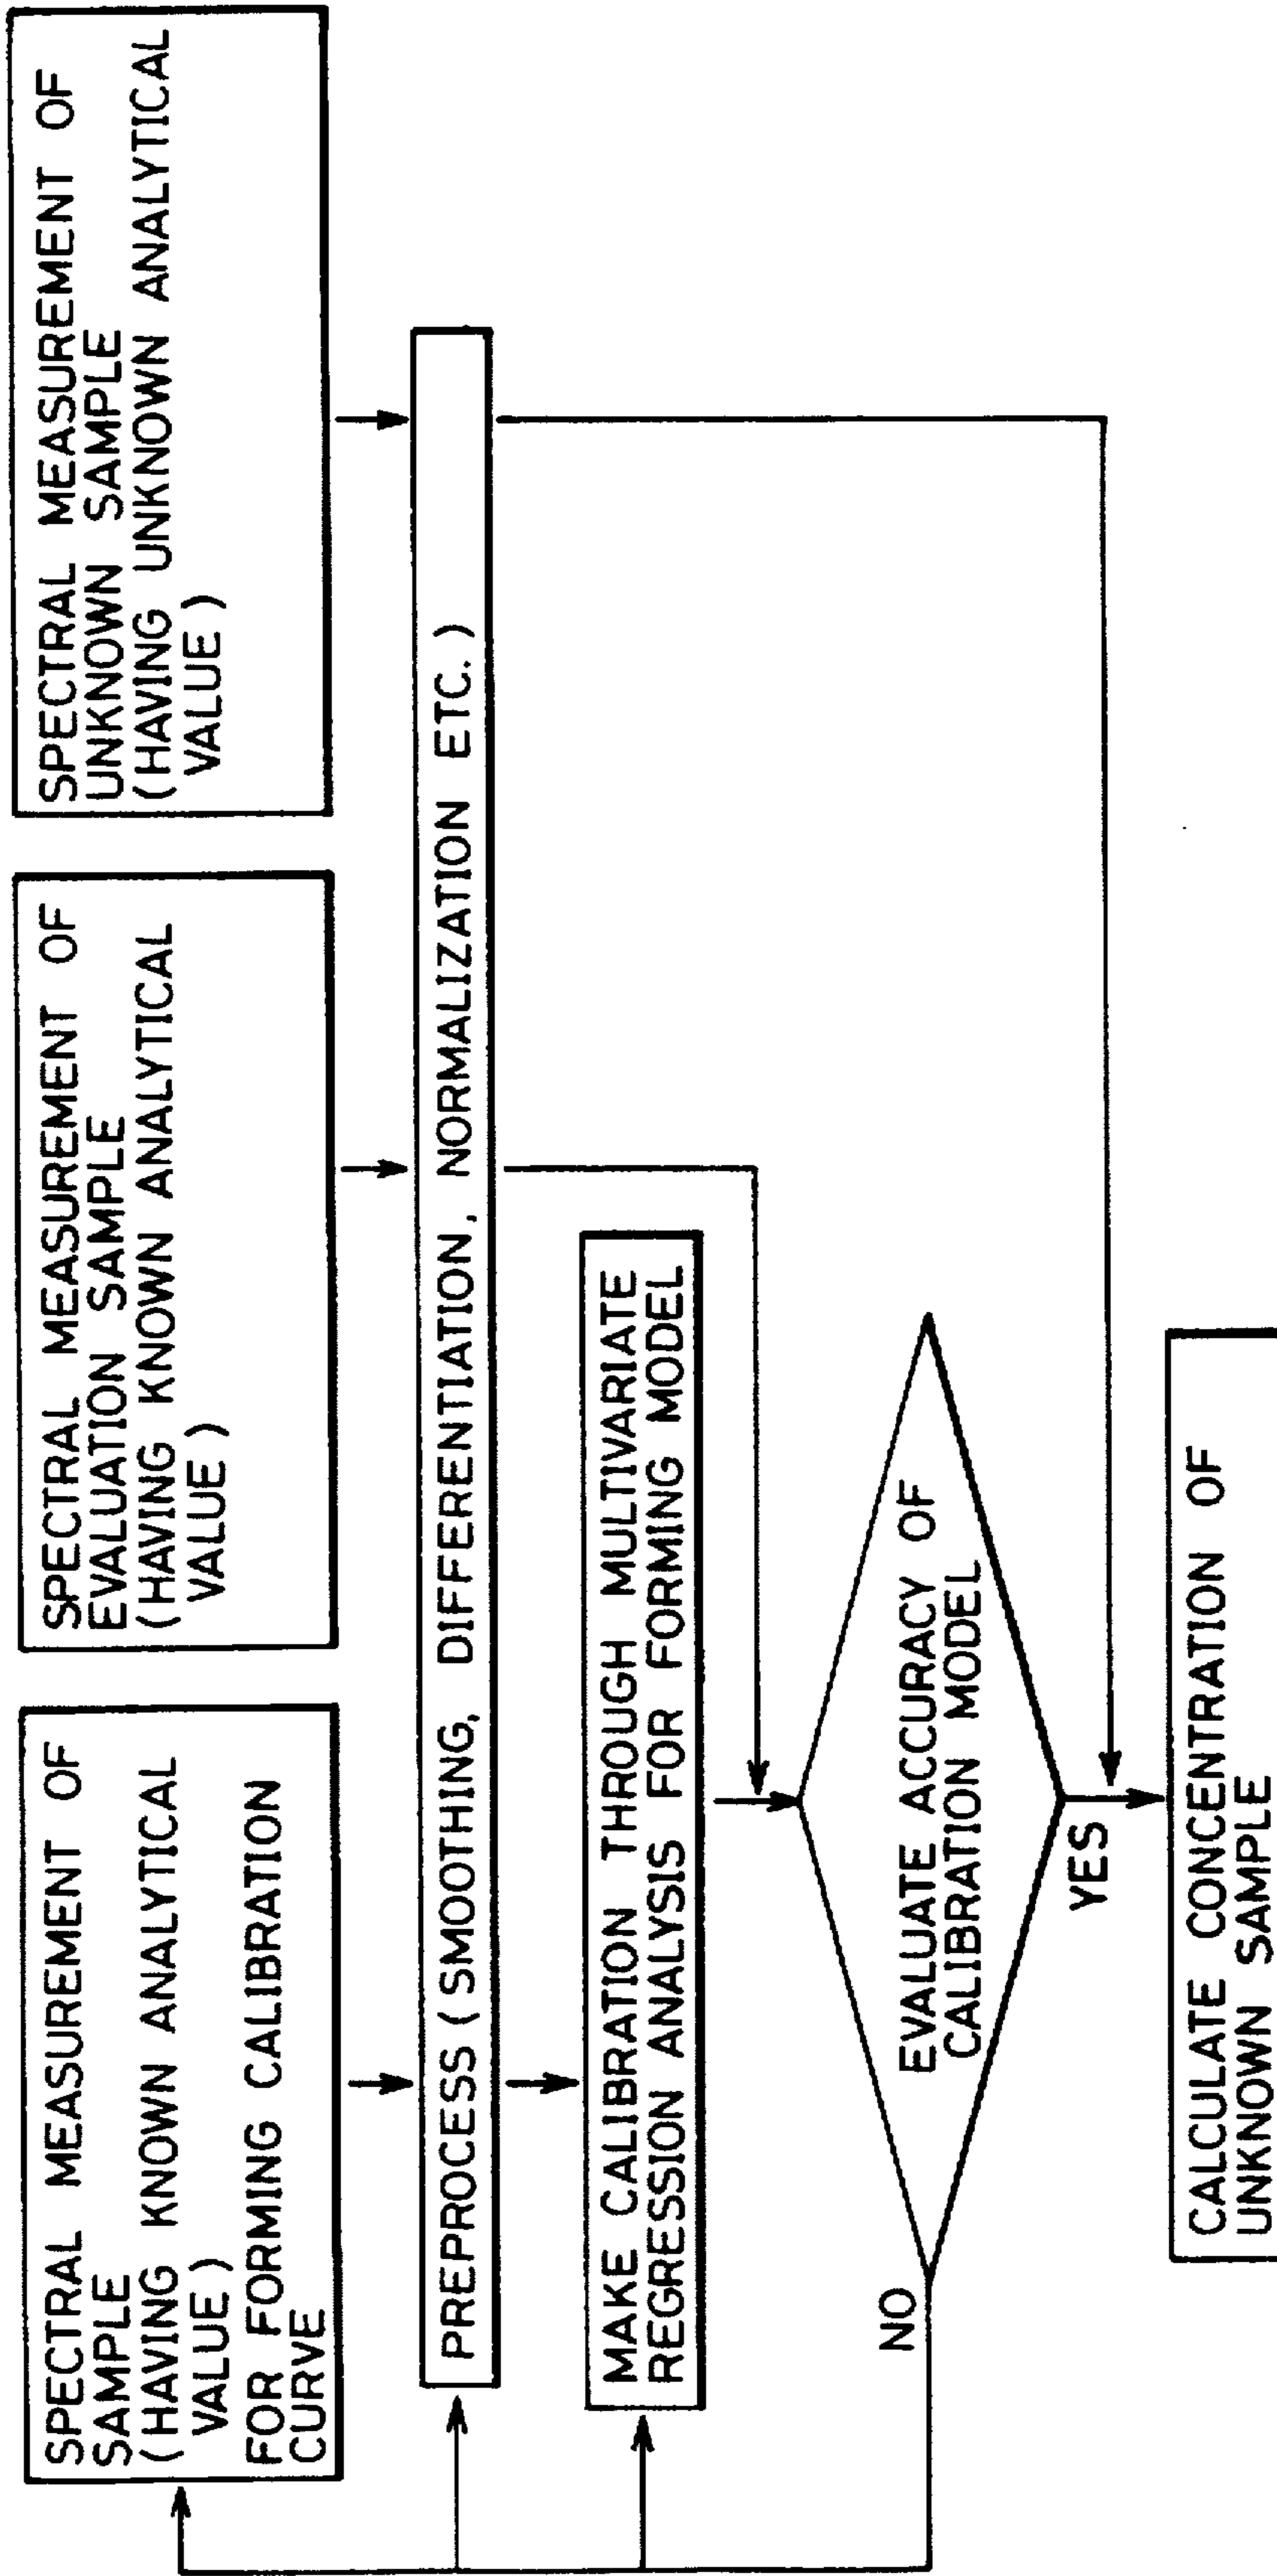 SPECTRAL MEASUREMENT OF
SAMPLE
(HAVING KNOWN ANALYTICAL
VALUE)
FOR FORMING CALIBRATION
CURVE
SPECTRAL MEASUREMENT OF
EVALUATION SAMPLE
(HAVING KNOWN ANALYTICAL
VALUE)
SPECTRAL MEASUREMENT OF
UNKNOWN SAMPLE
(HAVING UNKNOWN ANALYTICAL
VALUE)
PREPROCESS (SMOOTHING, DIFFERENTIATION, NORMALIZATION ETC.)
MAKE CALIBRATION THROUGH MULTIVARIATE
REGRESSION ANALYSIS FOR FORMING MODEL
EVALUATE ACCURACY OF
CALIBRATION MODEL
NO
YES
CALCULATE CONCENTRATION OF
UNKNOWN SAMPLE